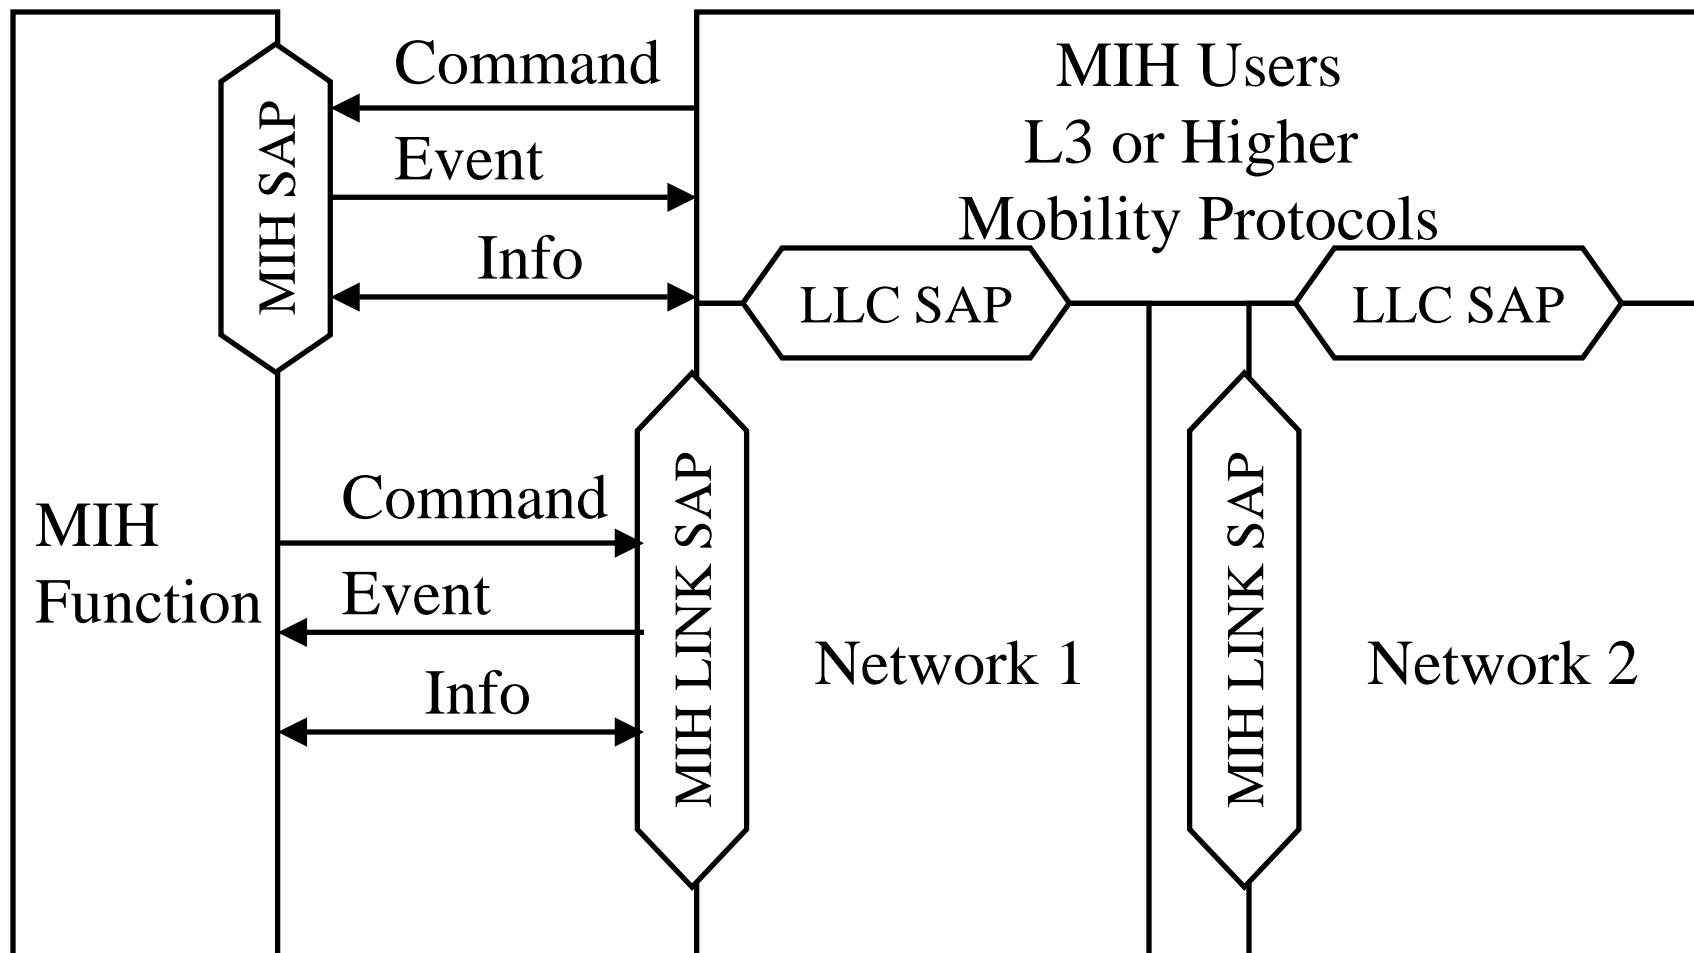 Command
Event
Info
MIH SAP
MIH Users
L3 or Higher
Mobility Protocols
LLC SAP
LLC SAP
MIH
Function
Command
Event
Info
MIH LINK SAP
Network 1
MIH LINK SAP
Network 2